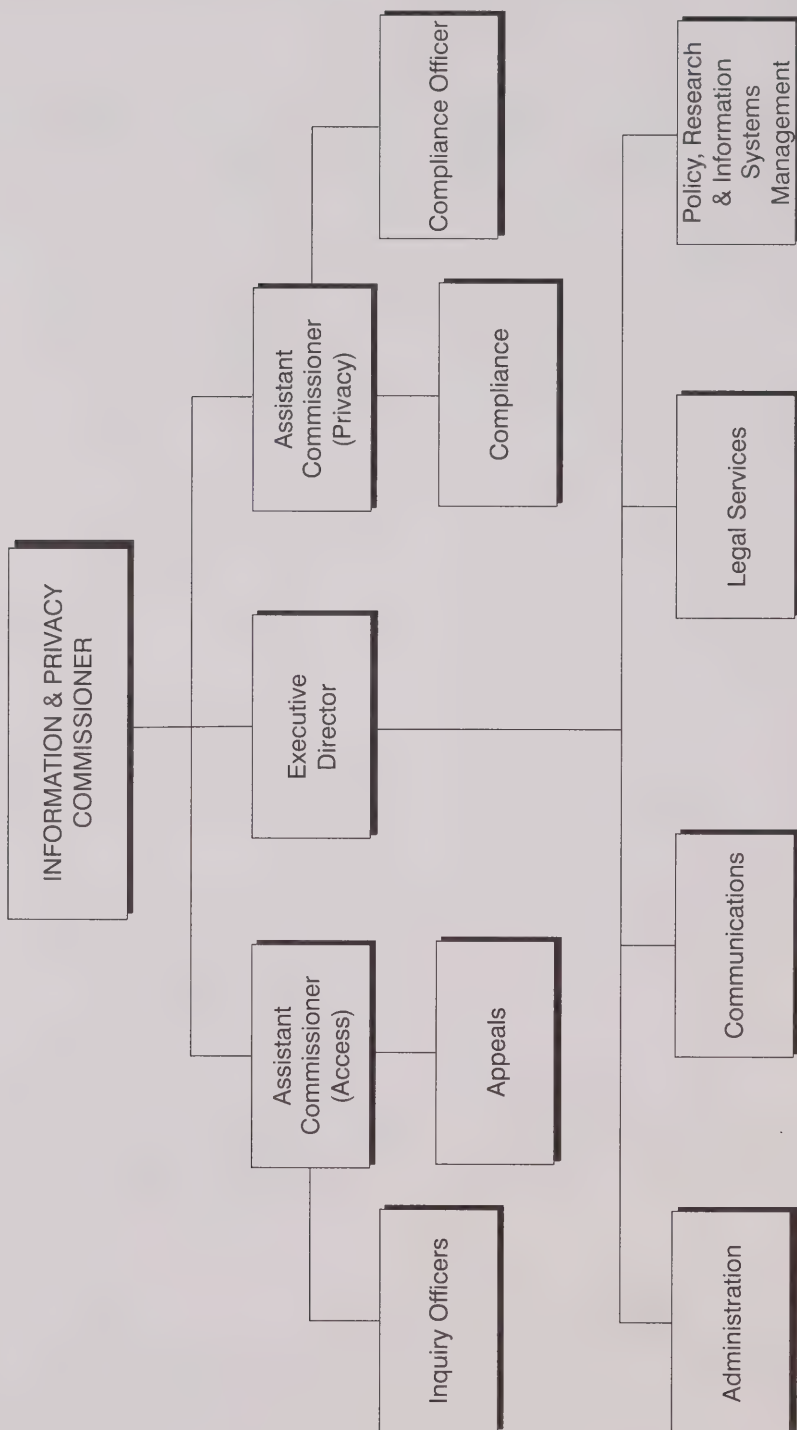 INFORMATION & PRIVACY
COMMISSIONER
Assistant
Commissioner
(Access)
Executive
Director
Assistant
Commissioner
(Privacy)
Inquiry Officers
Appeals
Compliance
Compliance Officer
Administration
Communications
Legal Services
Policy, Research
& Information
Systems
Management